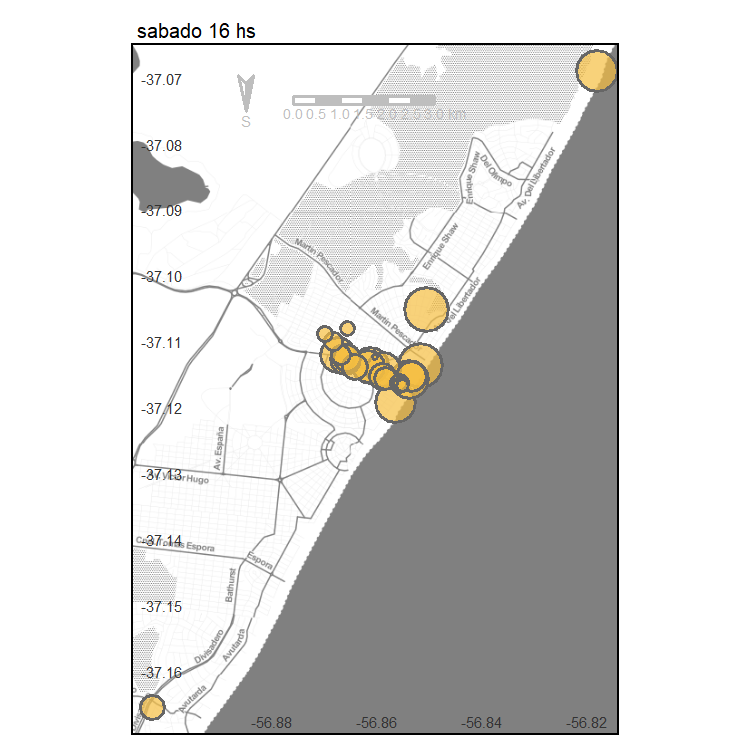 sabado 16 hs
-37.07
S
0.0 0.5 1.0 1.5 2.0 2.5 3.0 km
-37.08
Enrique Shaw
Del Olimpo
Av. Del Libertador
-37.09
Enrique Shaw
Martin Pescador
-37.10
del Libertador
Martin Pescador
-37.11
-37.12
Av. España
-37.13
Hugo
-37.14
Espora
Espora
Bathurst
-37.15
Divisadero
Avutarda
-37.16
Avutarda
-56.88
-56.86
-56.84
-56.82